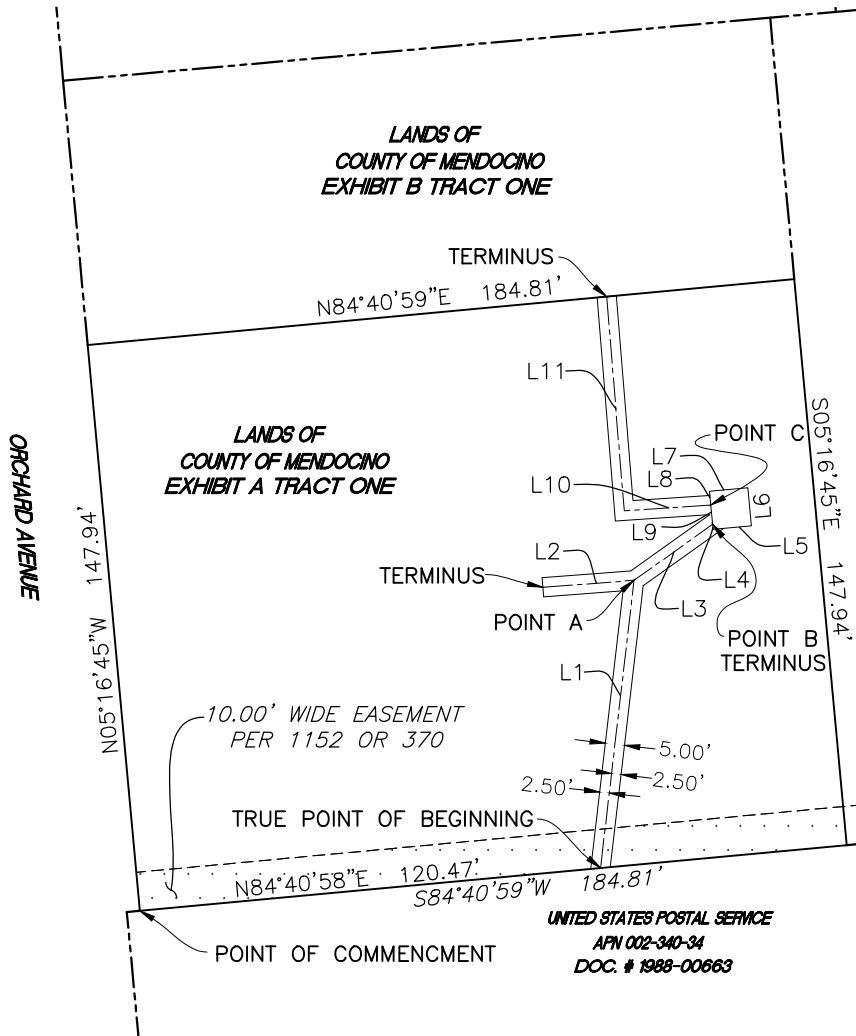 LANDS OF
COUNTY OF MENDOCINO
EXHIBIT B TRACT ONE
TERMINUS
N84°40'59"E 184.81'
L11
LANDS OF
COUNTY OF MENDOCINO
EXHIBIT A TRACT ONE
ORCHARD AVENUE
S05°16'45"E 147.94'
POINT C
L7
L8
L10
L6
L9
L5
L2
L4
TERMINUS
L3
POINT A
POINT B
TERMINUS
N05°16'45"W 147.94'
L1
10.00' WIDE EASEMENT
PER 1152 OR 370
5.00'
2.50'
2.50'
TRUE POINT OF BEGINNING
N84°40'58"E 120.47'
S84°40'59"W 184.81'
UNITED STATES POSTAL SERVICE
APN 002-340-34
DOC. # 1988-00663
POINT OF COMMENCMENT